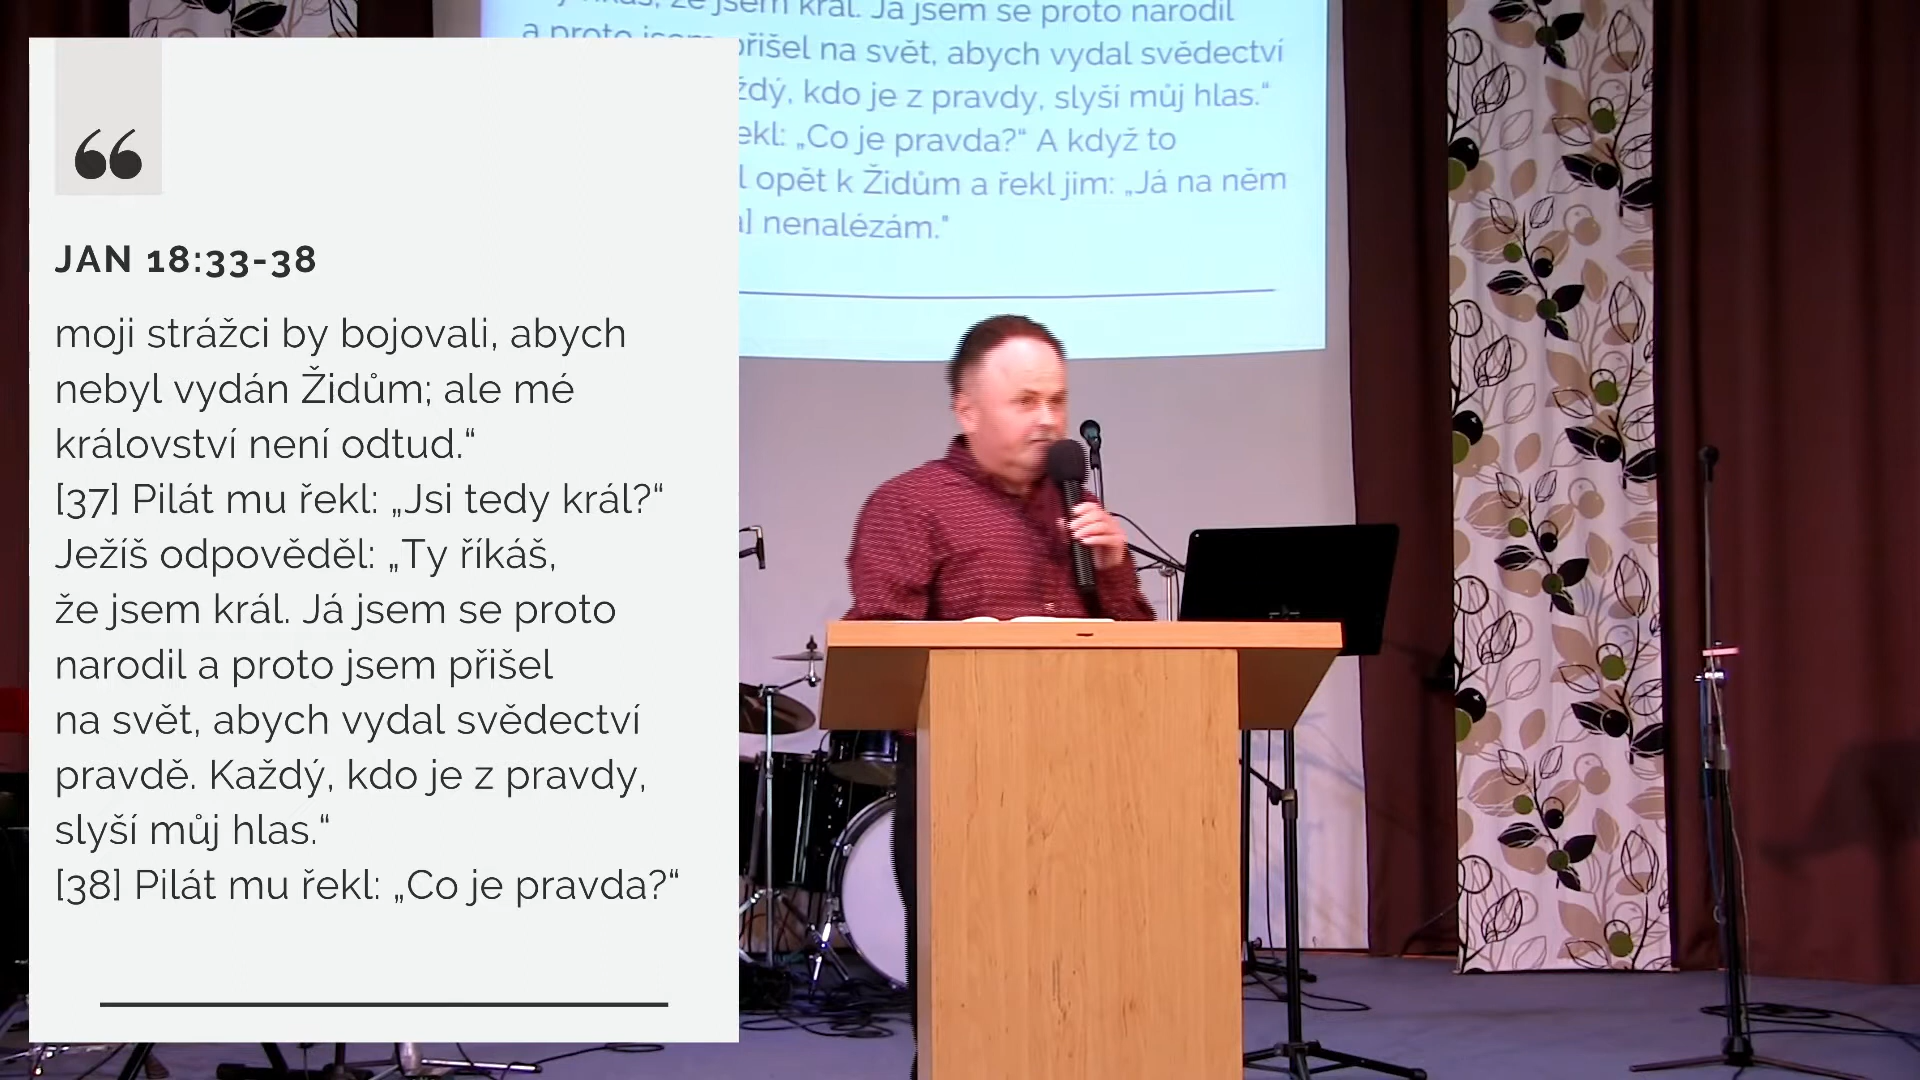 “
JAN 18:33-38
moji strážci by bojovali, abych
nebyl vydán Židům; ale mé
království není odtud.“
[37] Pilát mu řekl: „Jsi tedy král?“
Ježíš odpověděl: „Ty říkáš,
že jsem král. Já jsem se proto
narodil a proto jsem přišel
na svět, abych vydal svědectví
pravdě. Každý, kdo je z pravdy,
slyší můj hlas.“
[38] Pilát mu řekl: „Co je pravda?“
že jsem král. Já jsem se proto narodil
a proto jsem přišel na svět, abych vydal svědectví
kdo je z pravdy, slyší můj hlas.“
„Co je pravda?“ A když to
opět k Židům a řekl jim: „Já na něm
nenalézám."